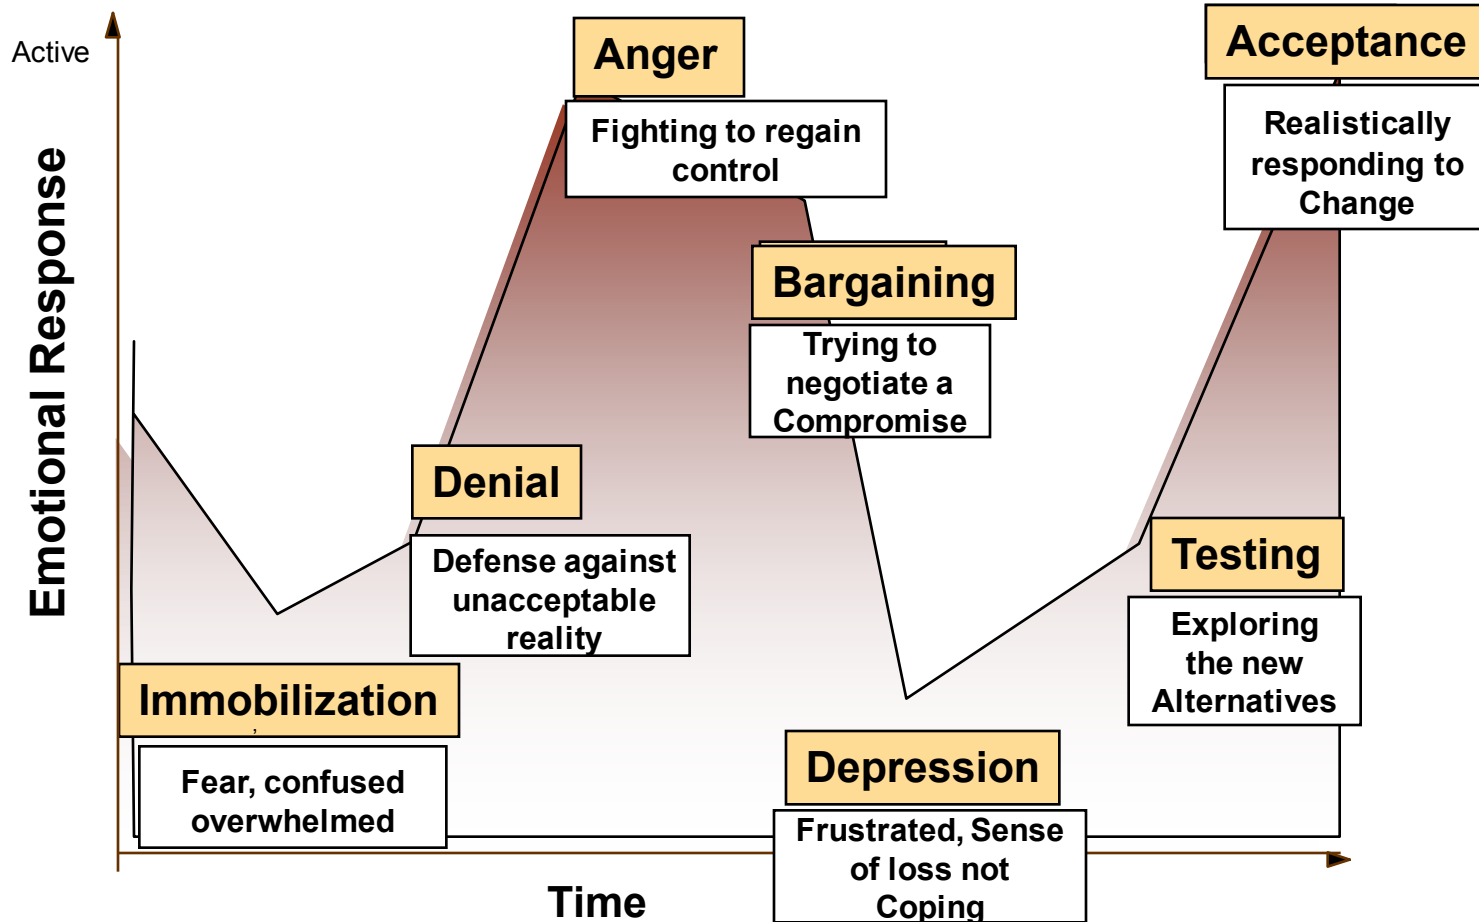 Active
Emotional Response
Anger
Fighting to regain
control
Acceptance
Realistically
responding to
Change
Bargaining
Trying to
negotiate a
Compromise
Denial
Defense against
unacceptable
reality
Testing
Exploring
the new
Alternatives
Immobilization
,
Fear, confused
overwhelmed
Depression
Frustrated, Sense
of loss not
Coping
Time